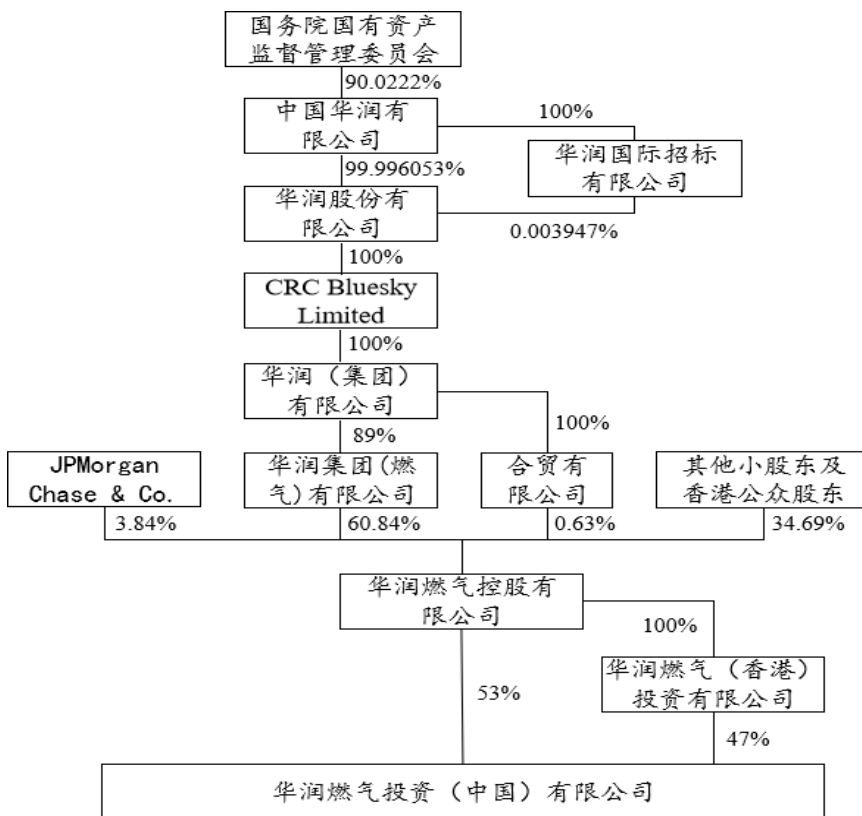 国务院国有资产
监督管理委员会
90.0222%
中国华润有
限公司
100%
华润国际招标
有限公司
99.996053%
华润股份有
限公司
0.003947%
100%
CRC Bluesky
Limited
100%
华润（集团）
有限公司
89%
100%
JPMorgan
Chase & Co.
华润集团(燃
气)有限公司
合贸有
限公司
其他小股东及
香港公众股东
3.84%
60.84%
0.63%
34.69%
华润燃气控股有
限公司
100%
华润燃气（香港）
投资有限公司
53%
47%
华润燃气投资（中国）有限公司